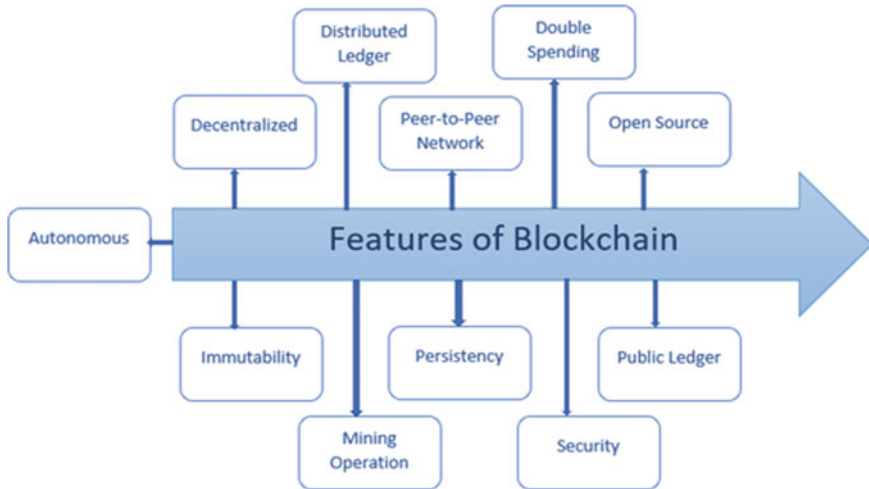 Distributed
Ledger
Double
Spending
Decentralized
Peer-to-Peer
Network
Open Source
Autonomous
Features of Blockchain
Immutability
Persistency
Public Ledger
Mining
Operation
Security